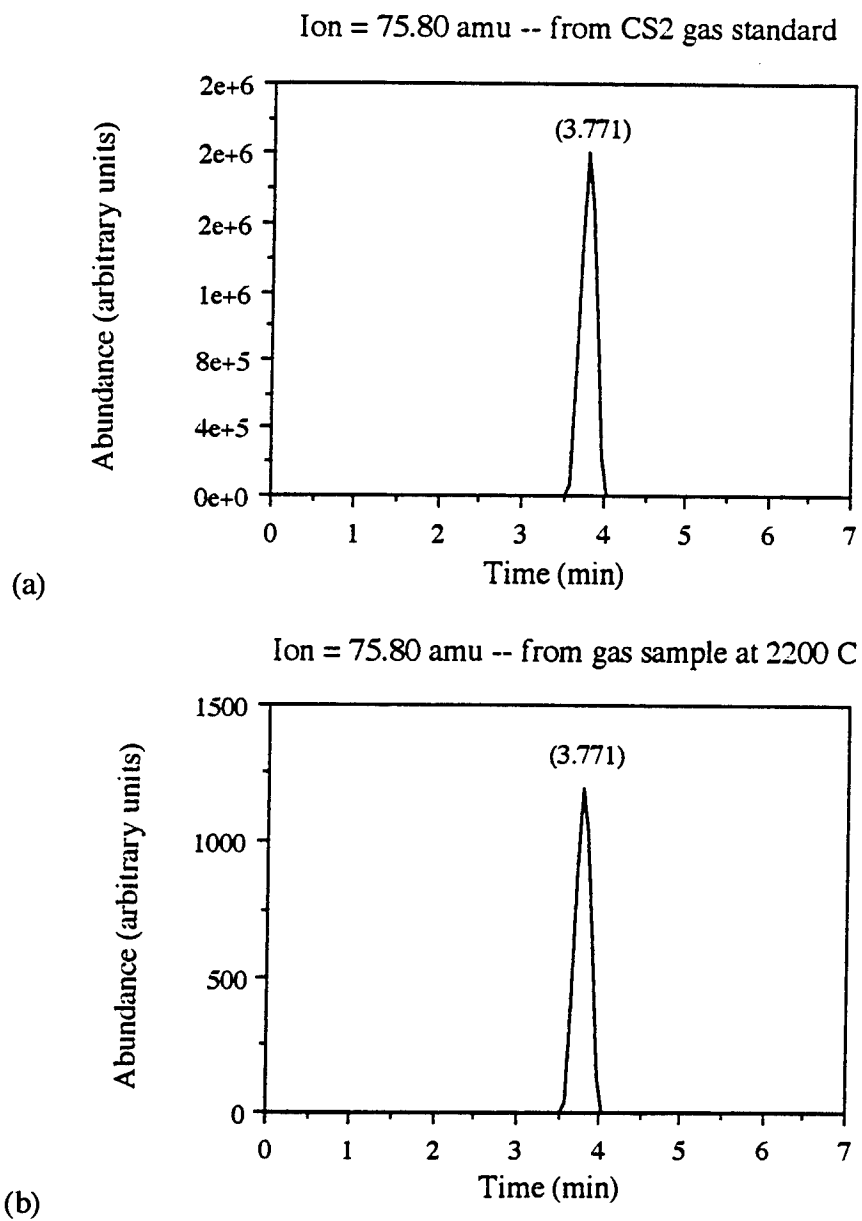 Ion = 75.80 amu -- from CS2 gas standard
Abundance (arbitrary units)
2e+6
2e+6
2e+6
1e+6
8e+5
4e+5
0e+0
(3.771)
0 1 2 3 4 5 6 7
Time (min)
(a)
Ion = 75.80 amu -- from gas sample at 2200 C
Abundance (arbitrary units)
1500
1000
500
0
(3.771)
0 1 2 3 4 5 6 7
Time (min)
(b)